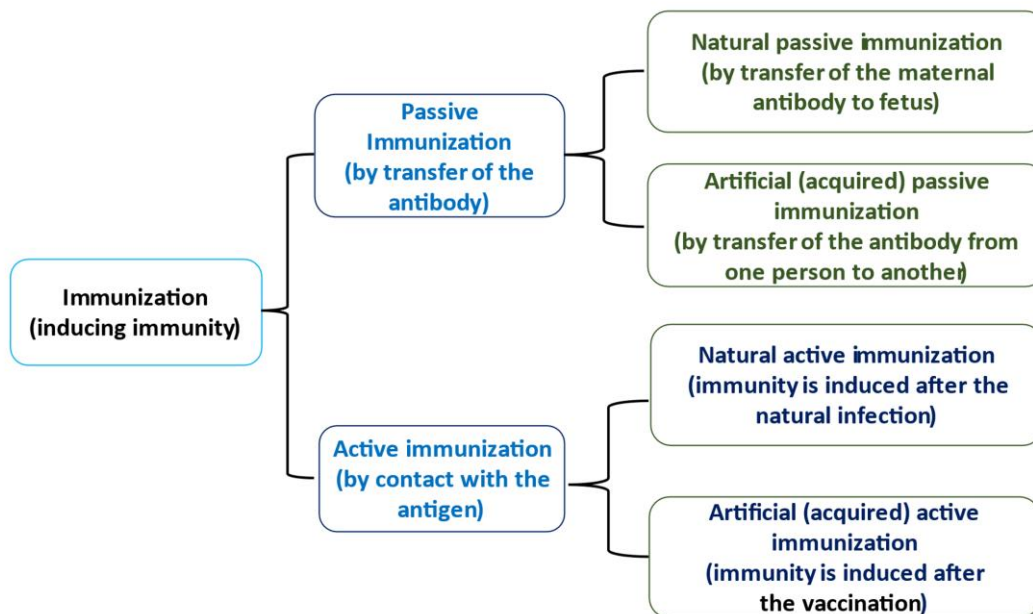 Immunization
(inducing immunity)
Passive
Immunization
(by transfer of the
antibody)
Natural passive immunization
(by transfer of the maternal
antibody to fetus)
Artificial (acquired) passive
immunization
(by transfer of the antibody from
one person to another)
Active immunization
(by contact with the
antigen)
Natural active immunization
(immunity is induced after the
natural infection)
Artificial (acquired) active
immunization
(immunity is induced after
the vaccination)